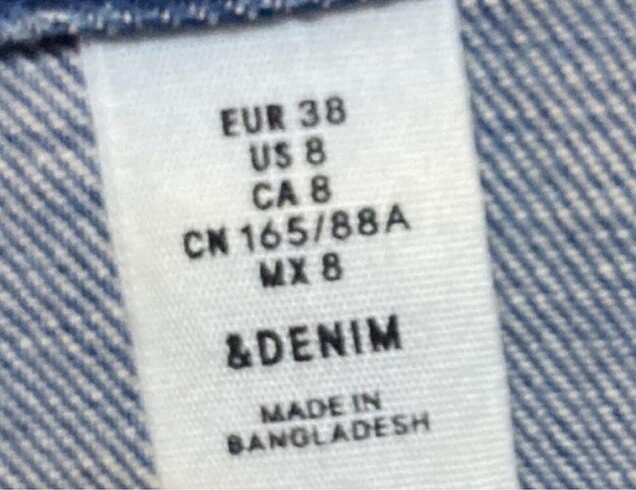 EUR 38
US 8
CA 8
CN 165/88A
MX 8
&DENIM
MADE IN
BANGLADESH